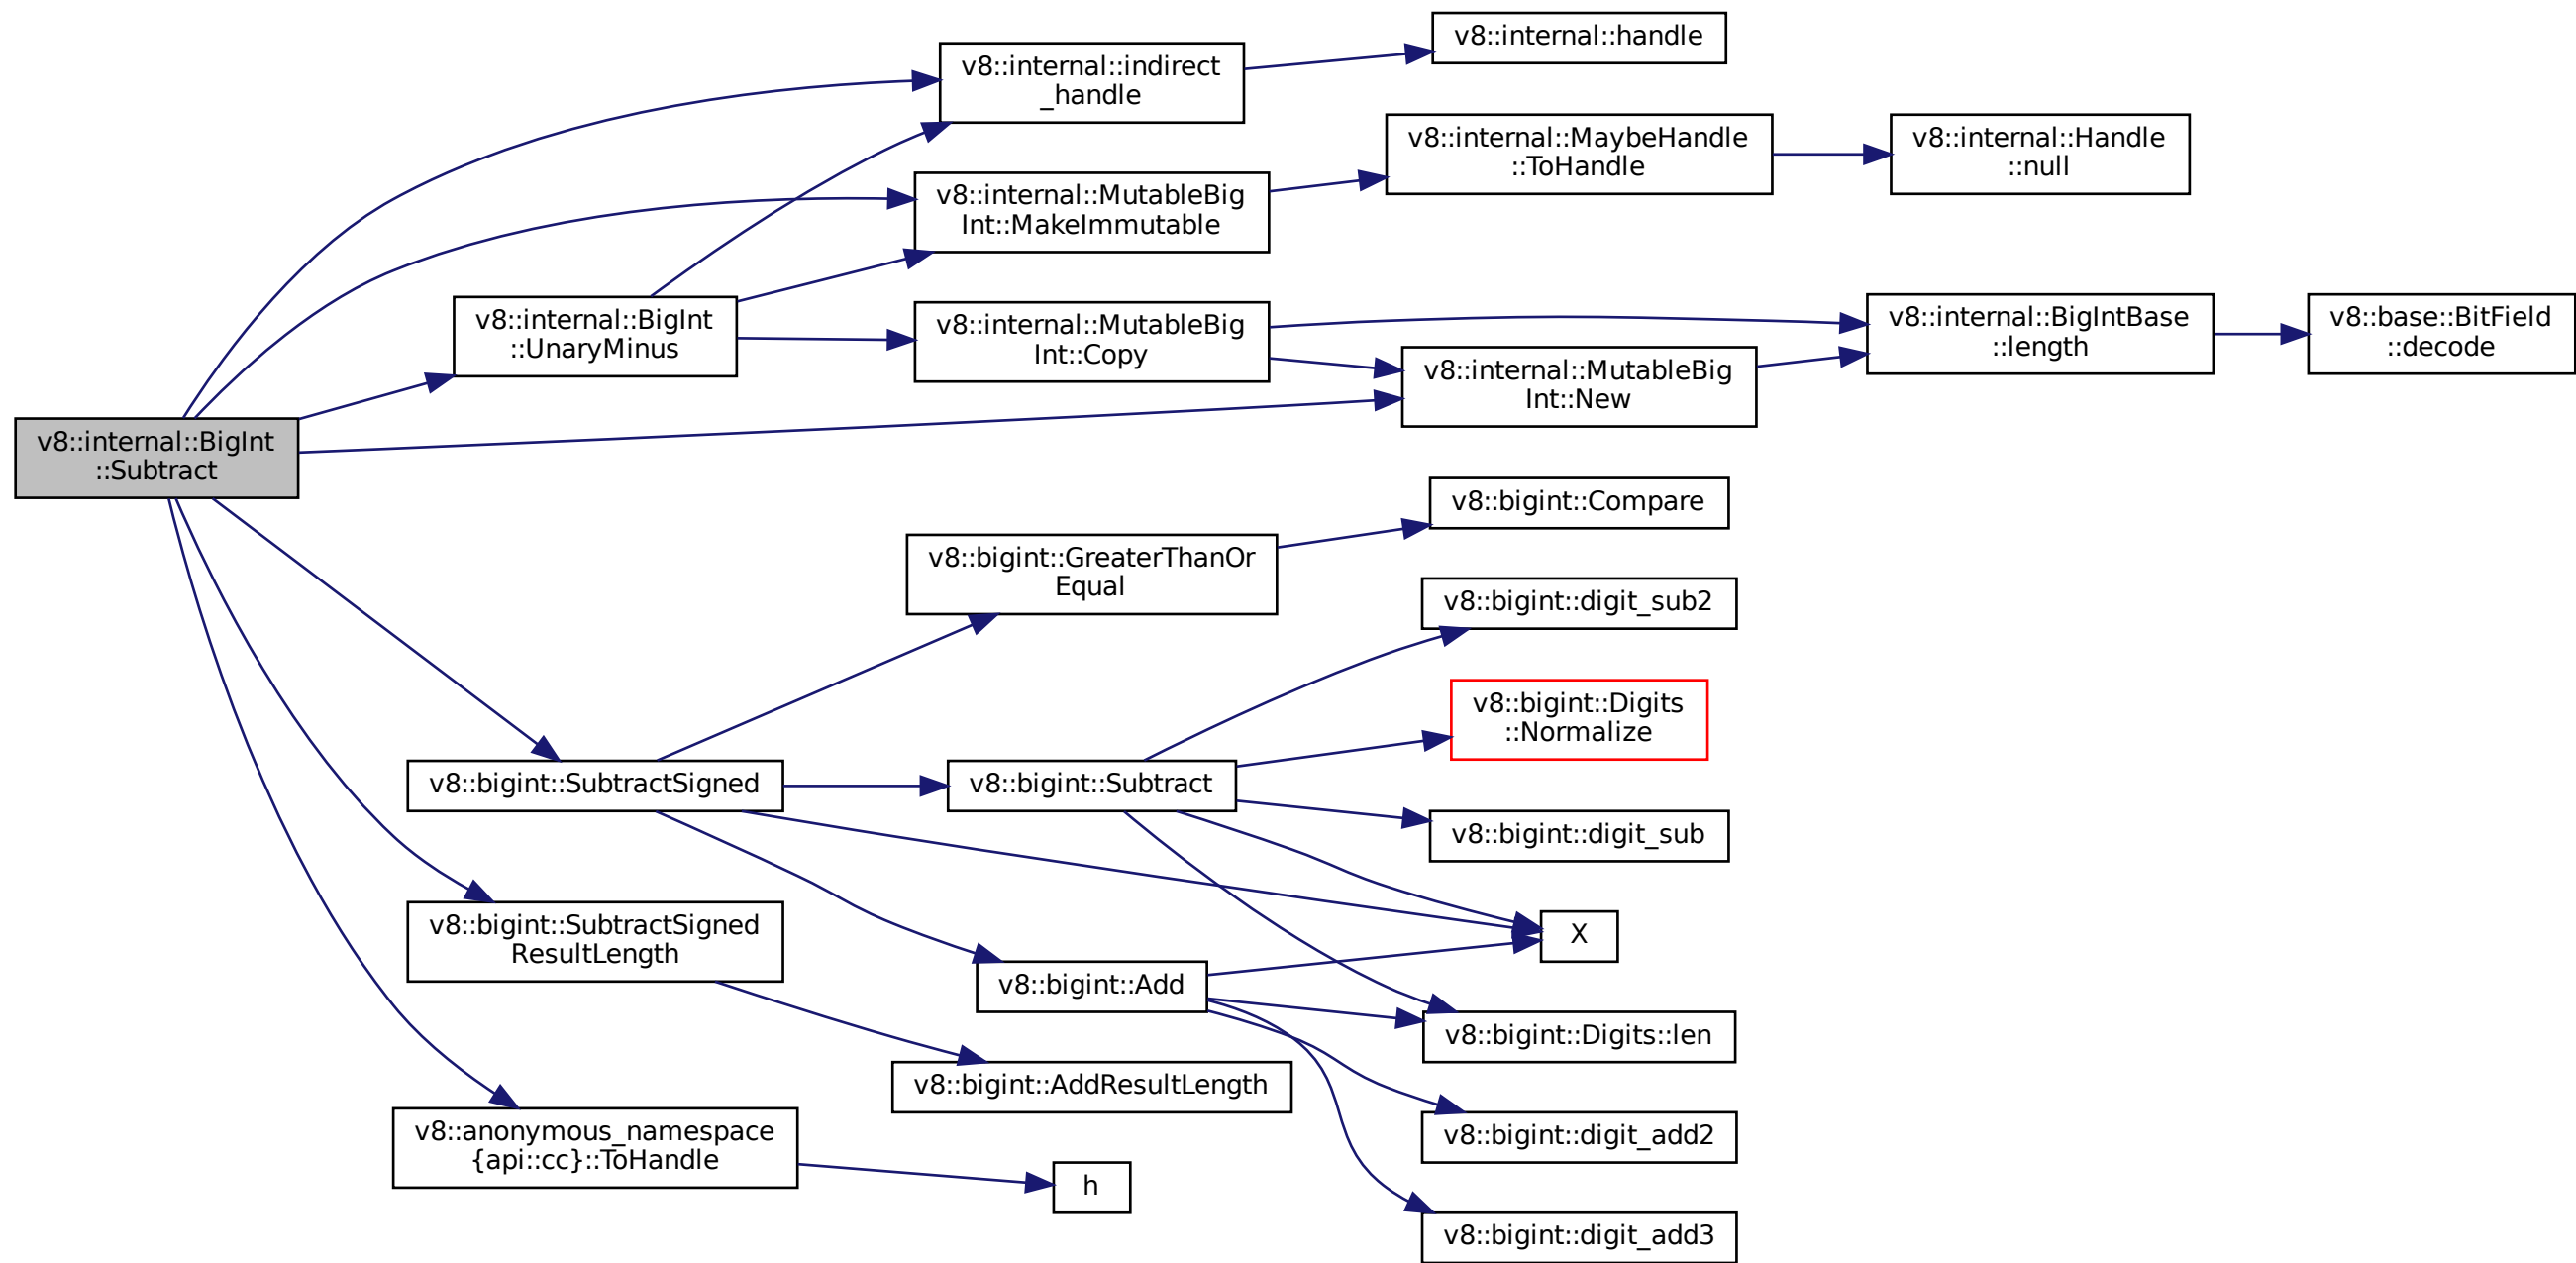 v8::internal::BigInt
::Subtract
v8::internal::indirect
_handle
v8::internal::handle
v8::internal::MutableBig
Int::MakeImmutable
v8::internal::MaybeHandle
::ToHandle
v8::internal::Handle
::null
v8::internal::BigInt
::UnaryMinus
v8::internal::MutableBig
Int::Copy
v8::internal::MutableBig
Int::New
v8::internal::BigIntBase
::length
v8::base::BitField
::decode
v8::bigint::SubtractSigned
v8::bigint::GreaterThanOr
Equal
v8::bigint::Compare
v8::bigint::Subtract
v8::bigint::digit_sub2
v8::bigint::Digits
::Normalize
v8::bigint::digit_sub
X
v8::bigint::Add
v8::bigint::Digits::len
v8::bigint::digit_add2
v8::bigint::digit_add3
v8::bigint::SubtractSigned
ResultLength
v8::bigint::AddResultLength
v8::anonymous_namespace
{api::cc}::ToHandle
h